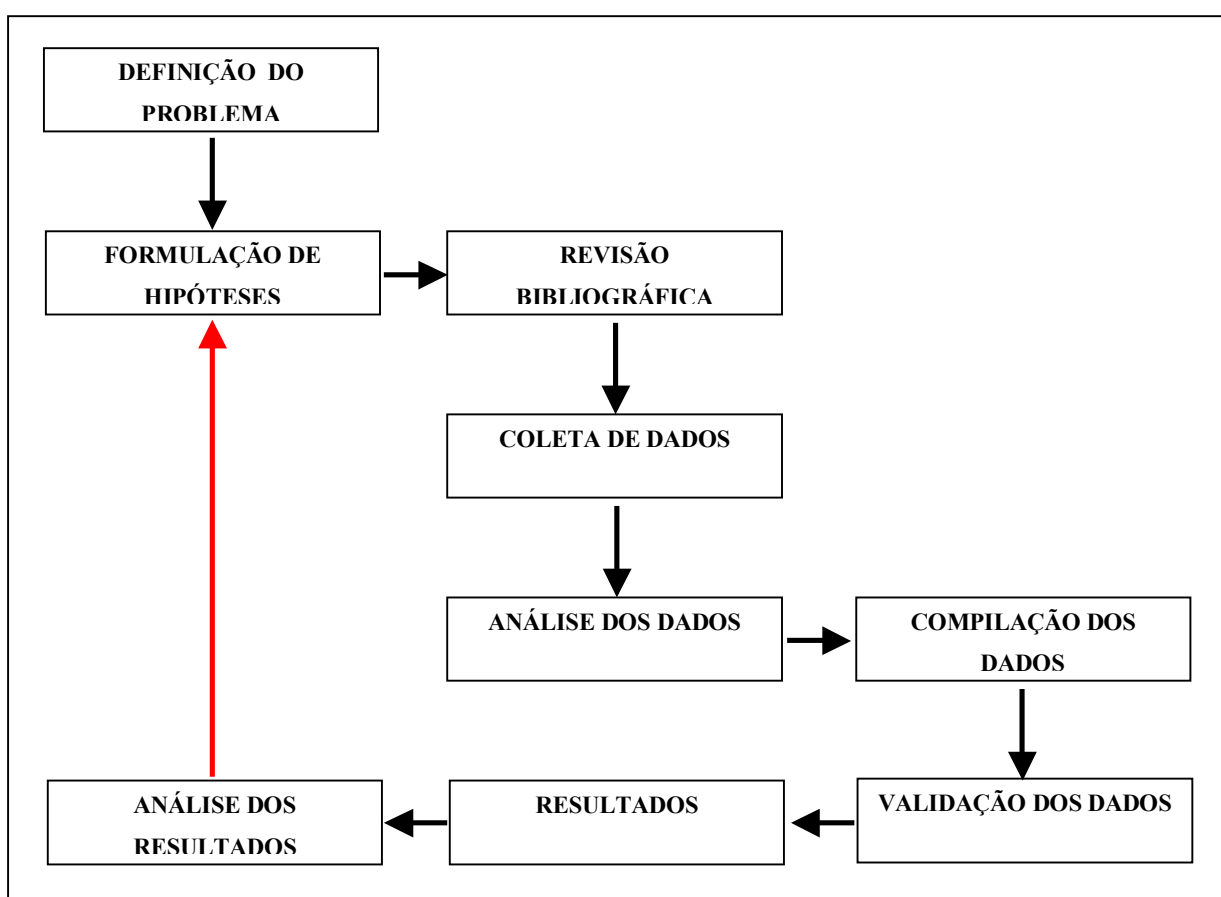 DEFINIÇÃO DO
PROBLEMA
FORMULAÇÃO DE
HIPÓTESES
REVISÃO
BIBLIOGRÁFICA
COLETA DE DADOS
ANÁLISE DOS DADOS
COMPILAÇÃO DOS
DADOS
VALIDAÇÃO DOS DADOS
RESULTADOS
ANÁLISE DOS
RESULTADOS